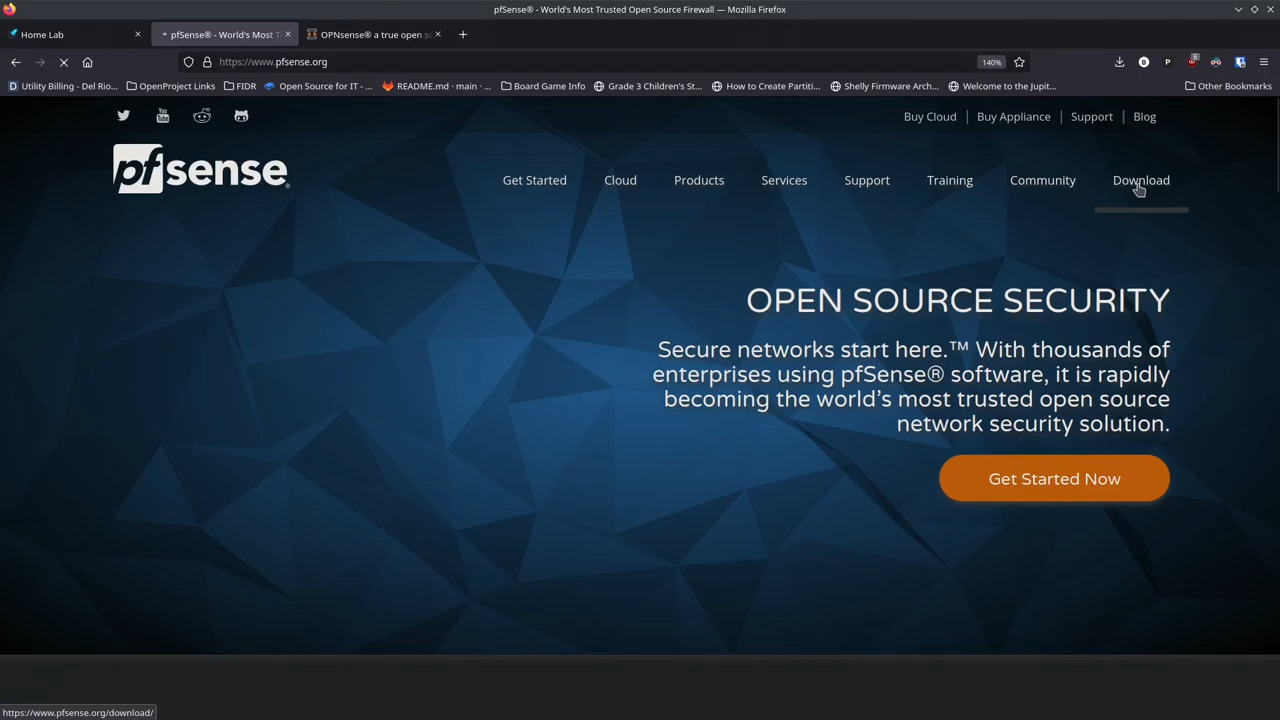 pfSense® - World's Most Trusted Open Source Firewall — Mozilla Firefox
Home Lab
pfSense® - World's Most T
OPNsense® a true open s
https://www.pfsense.org
140%
Utility Billing - Del Rio...
OpenProject Links
FIDR
Open Source for IT - ...
README.md · main · ...
Board Game Info
Grade 3 Children's St...
How to Create Partiti...
Shelly Firmware Arch...
Welcome to the Jupit...
Other Bookmarks
Buy Cloud | Buy Appliance | Support | Blog
pfsense®
Get Started
Cloud
Products
Services
Support
Training
Community
Download
OPEN SOURCE SECURITY
Secure networks start here.™ With thousands of
enterprises using pfSense® software, it is rapidly
becoming the world's most trusted open source
network security solution.
Get Started Now
https://www.pfsense.org/download/